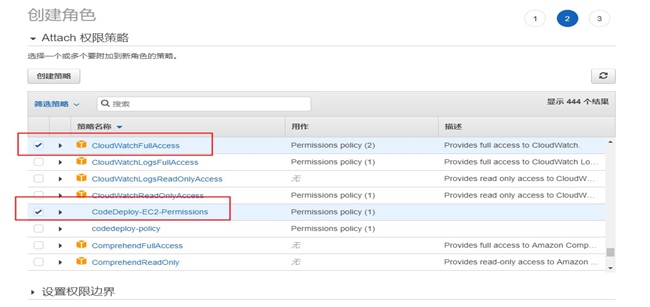 创建角色
1 2 3
Attach 权限策略
选择一个或多个要附加到新角色的策略。
创建策略
筛选策略 搜索 显示 444 个结果
策略名称 用作 描述
CloudWatchFullAccess Permissions policy (2) Provides full access to CloudWatch.
CloudWatchLogsFullAccess Permissions policy (1) Provides full access to CloudWatch Lo...
CloudWatchLogsReadOnlyAccess 无 Provides read only access to CloudW...
CloudWatchReadOnlyAccess Permissions policy (1) Provides read only access to CloudW...
CodeDeploy-EC2-Permissions Permissions policy (1)
codedeploy-policy Permissions policy (1)
ComprehendFullAccess 无 Provides full access to Amazon Comp...
ComprehendReadOnly 无 Provides read-only access to Amazon ...
设置权限边界